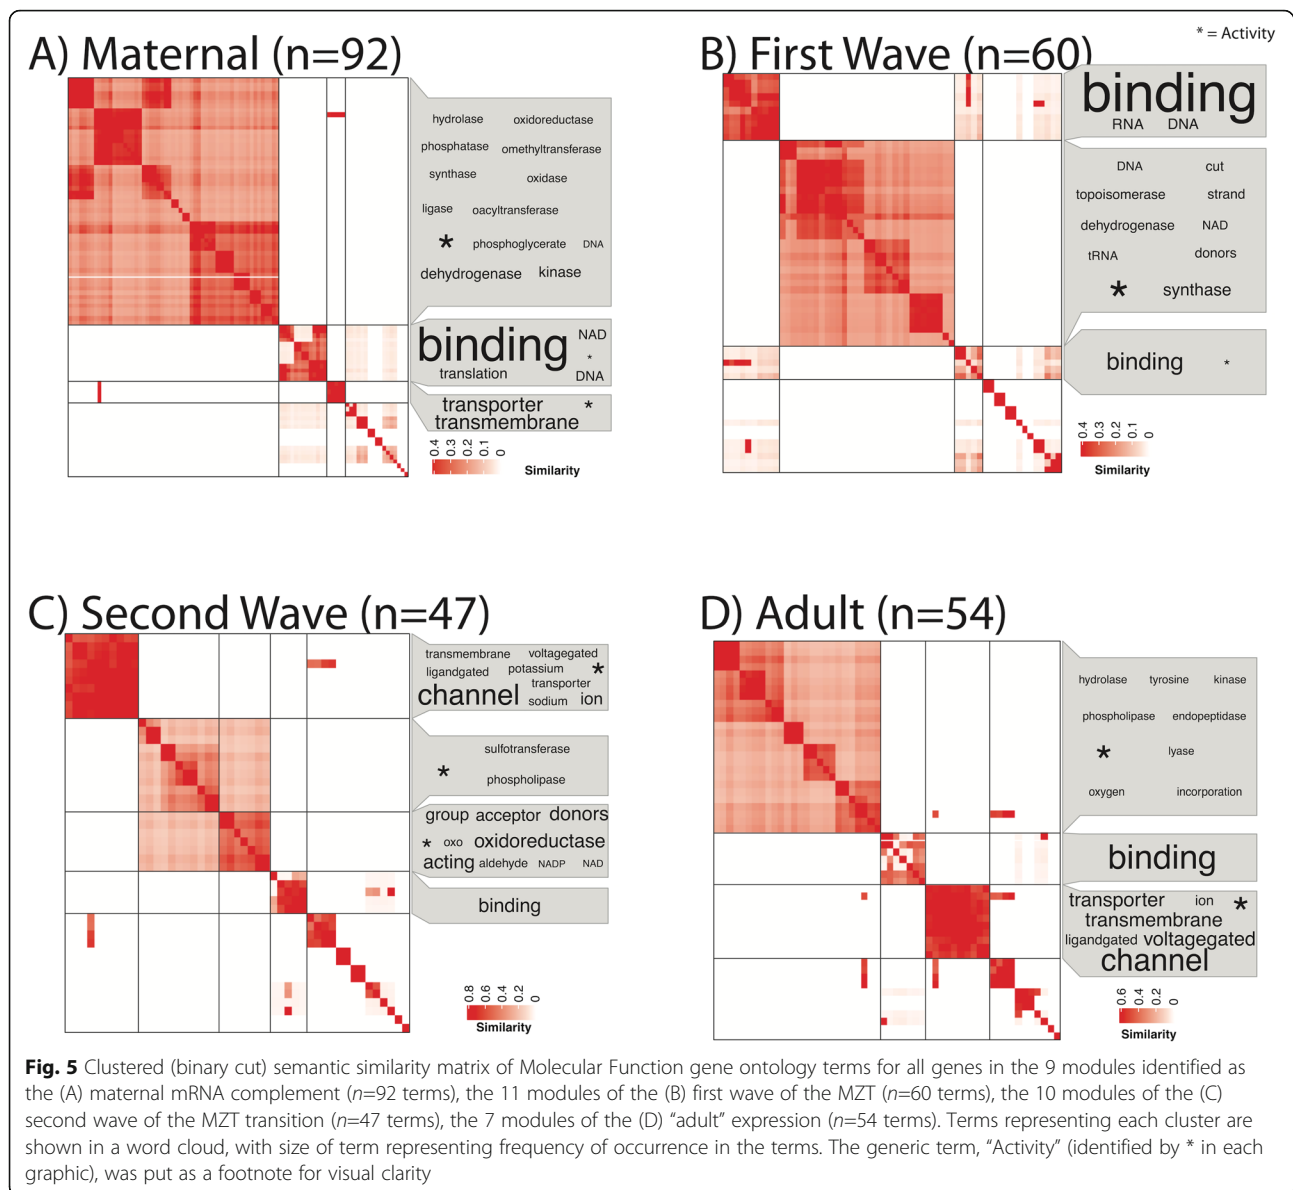 * = Activity
A) Maternal (n=92)
hydrolase oxidoreductase
phosphatase omethyltransferase
synthase oxidase
ligase oacyltransferase
* phosphoglycerate DNA
dehydrogenase kinase
binding NAD
*
translation DNA
transporter *
transmembrane
0.4 0.3 0.2 0.1 0
Similarity
B) First Wave (n=60)
binding
RNA DNA
DNA cut
topoisomerase strand
dehydrogenase NAD
tRNA donors
* synthase
binding *
0.4 0.3 0.2 0.1 0
Similarity
C) Second Wave (n=47)
transmembrane voltagegated
ligandgated potassium *
transporter
channel sodium ion
sulfotransferase
*
phospholipase
group acceptor donors
* oxo oxidoreductase
acting aldehyde NADP NAD
binding
0.8 0.6 0.4 0.2 0
Similarity
D) Adult (n=54)
hydrolase tyrosine kinase
phospholipase endopeptidase
* lyase
oxygen incorporation
binding
transporter ion *
transmembrane
ligandgated voltagegated
channel
0.6 0.4 0.2 0
Similarity
Fig. 5 Clustered (binary cut) semantic similarity matrix of Molecular Function gene ontology terms for all genes in the 9 modules identified as
the (A) maternal mRNA complement (n=92 terms), the 11 modules of the (B) first wave of the MZT (n=60 terms), the 10 modules of the (C)
second wave of the MZT transition (n=47 terms), the 7 modules of the (D) “adult” expression (n=54 terms). Terms representing each cluster are
shown in a word cloud, with size of term representing frequency of occurrence in the terms. The generic term, “Activity” (identified by * in each
graphic), was put as a footnote for visual clarity